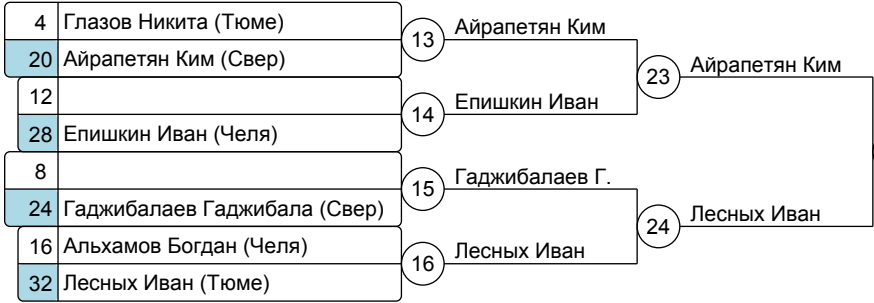 4 Глазов Никита (Тюме)
20 Айрапетян Ким (Свер)
13 Айрапетян Ким
12
28 Епишкин Иван (Челя)
14 Епишкин Иван
23 Айрапетян Ким
8
24 Гаджибалаев Гаджибала (Свер)
15 Гаджибалаев Г.
16 Альхамов Богдан (Челя)
32 Лесных Иван (Тюме)
16 Лесных Иван
24 Лесных Иван